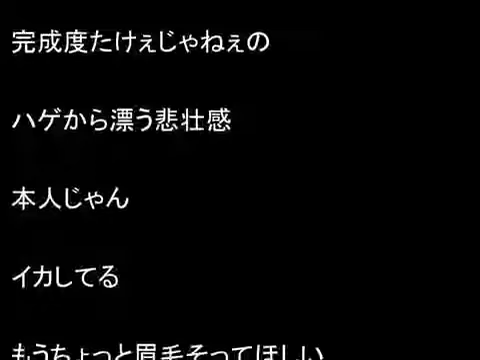 完成度たけぇじゃねぇの
ハゲから漂う悲壮感
本人じゃん
イカしてる
もうちょっと眉毛そってほしい